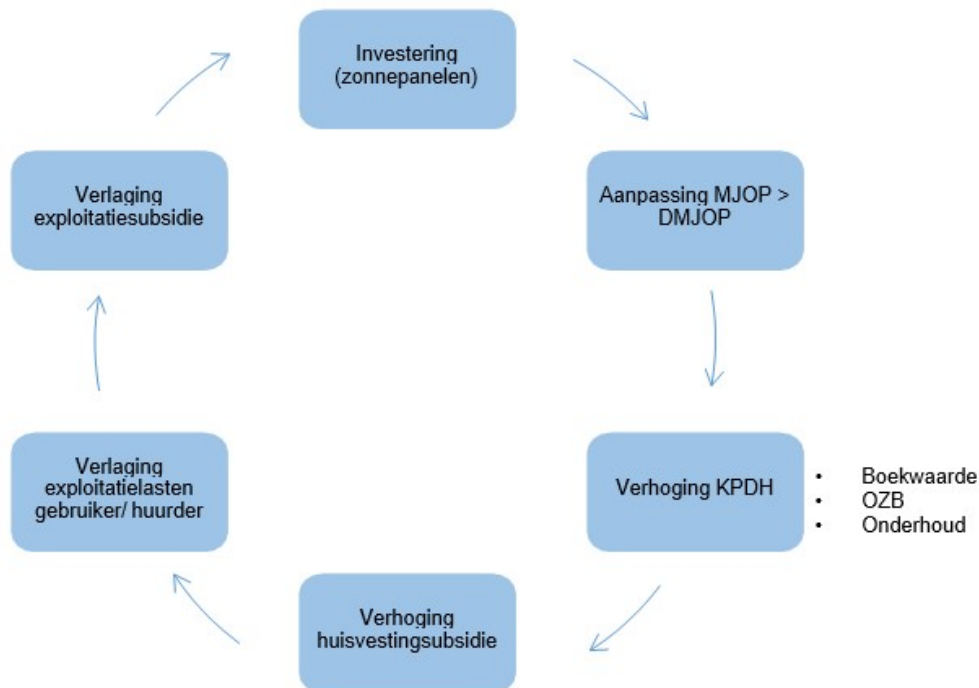 Investering
(zonnepanelen)
Aanpassing MJOP >
DMJOP
Verhoging KPDH
• Boekwaarde
• OZB
• Onderhoud
Verhoging
huisvestingsubsidie
Verlaging
exploitatielasten
gebruiker/ huurder
Verlaging
exploitatiesubsidie